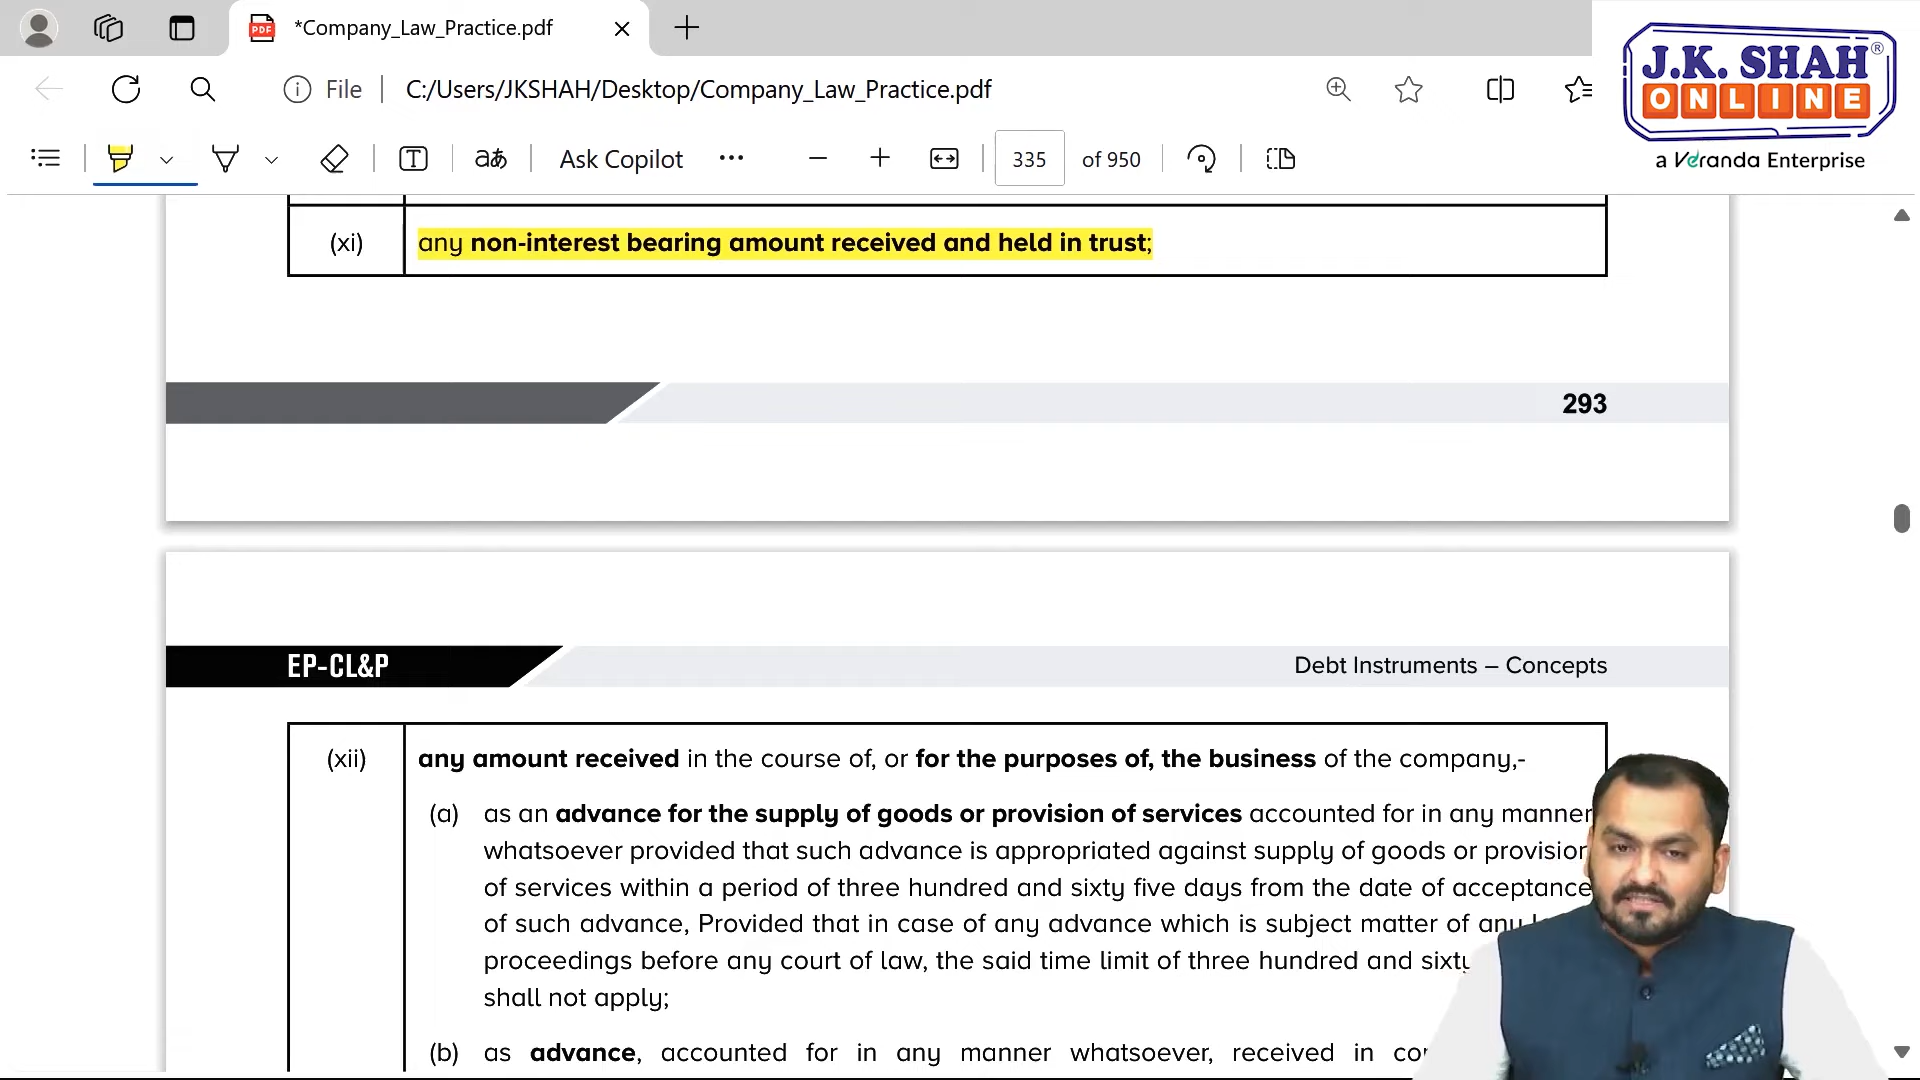 *Company_Law_Practice.pdf
J.K. SHAH®
ONLINE
a Veranda Enterprise
File
C:/Users/JKSHAH/Desktop/Company_Law_Practice.pdf
PDF
T
aあ
Ask Copilot
335 of 950
(xi) any non-interest bearing amount received and held in trust;
293
EP-CL&P
Debt Instruments – Concepts
(xii) any amount received in the course of, or for the purposes of, the business of the company,-
(a) as an advance for the supply of goods or provision of services accounted for in any manner
whatsoever provided that such advance is appropriated against supply of goods or provision
of services within a period of three hundred and sixty five days from the date of acceptance
of such advance, Provided that in case of any advance which is subject matter of any
proceedings before any court of law, the said time limit of three hundred and sixty
shall not apply;
(b) as advance, accounted for in any manner whatsoever, received in